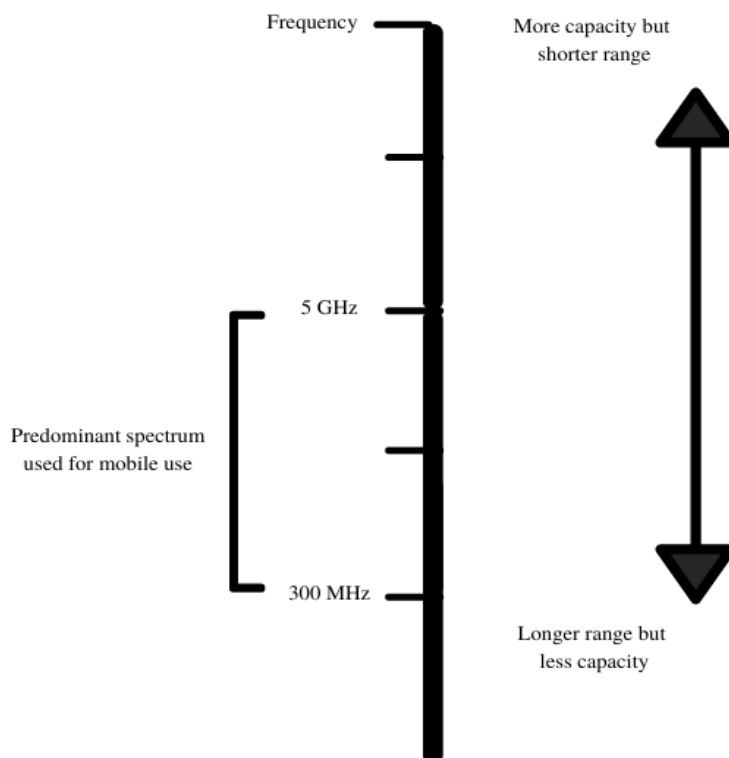 Frequency
More capacity but
shorter range
5 GHz
Predominant spectrum
used for mobile use
300 MHz
Longer range but
less capacity